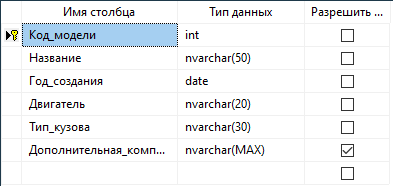 Имя столбца Тип данных Разрешить ...
Код_модели int
Название nvarchar(50)
Год_создания date
Двигатель nvarchar(20)
Тип_кузова nvarchar(30)
Дополнительная_комп... nvarchar(MAX)